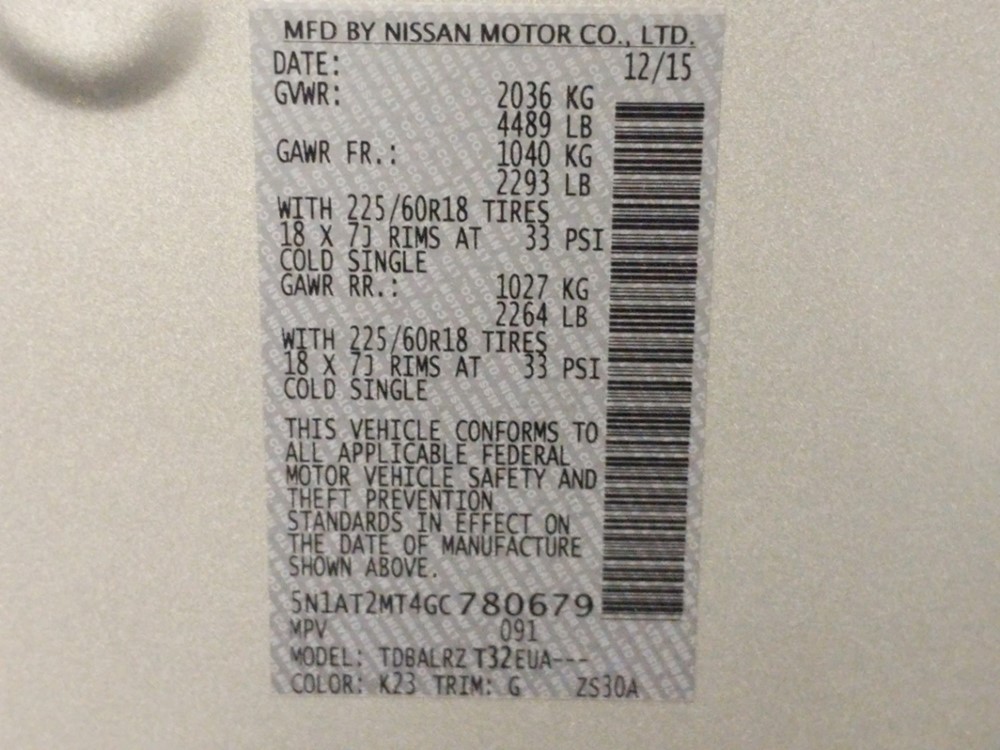 MFD BY NISSAN MOTOR CO., LTD.
DATE: 12/15
GVWR: 2036 KG
4489 LB
GAWR FR.: 1040 KG
2293 LB
WITH 225/60R18 TIRES
18 X 7J RIMS AT 33 PSI
COLD SINGLE
GAWR RR.: 1027 KG
2264 LB
WITH 225/60R18 TIRES
18 X 7J RIMS AT 33 PSI
COLD SINGLE
THIS VEHICLE CONFORMS TO
ALL APPLICABLE FEDERAL
MOTOR VEHICLE SAFETY AND
THEFT PREVENTION
STANDARDS IN EFFECT ON
THE DATE OF MANUFACTURE
SHOWN ABOVE.
5N1AT2MT4GC780679
MPV 091
MODEL: TDBALRZ T32EUA---
COLOR: K23 TRIM: G ZS30A